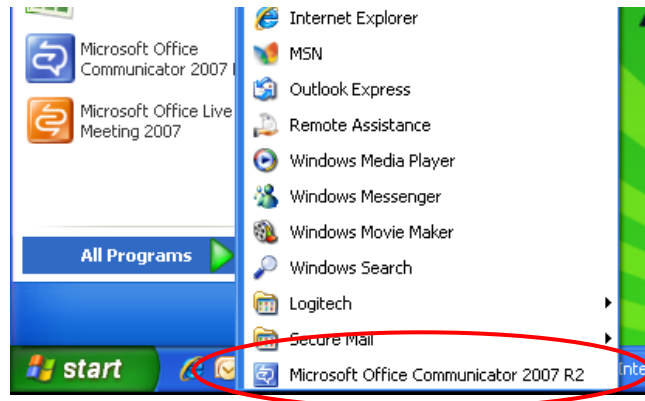 Microsoft Office
Communicator 2007
Microsoft Office Live
Meeting 2007
All Programs
start
Internet Explorer
MSN
Outlook Express
Remote Assistance
Windows Media Player
Windows Messenger
Windows Movie Maker
Windows Search
Logitech
Secure Mail
Microsoft Office Communicator 2007 R2
Inte